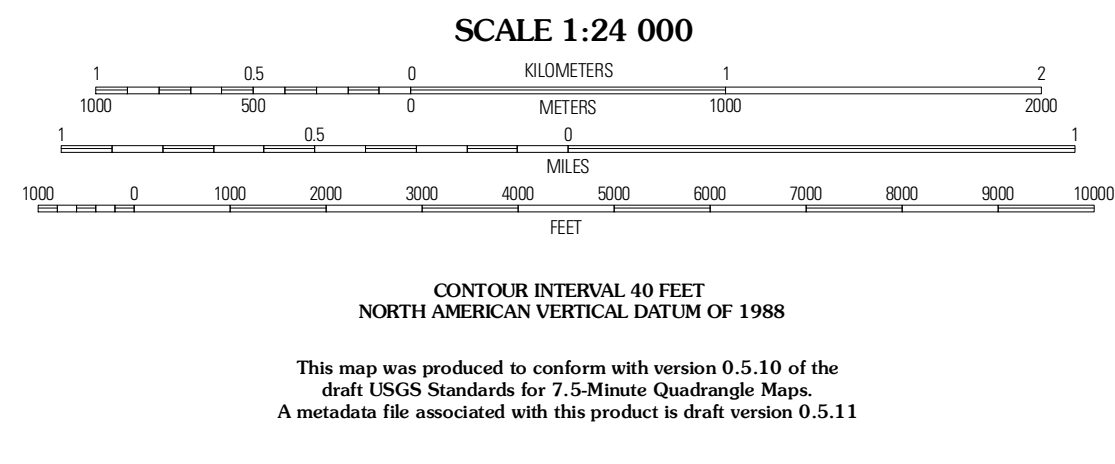 SCALE 1:24 000
1 0.5 0 KILOMETERS 1 2
1000 500 0 METERS 1000 2000
1 0.5 0 1
MILES
1000 0 1000 2000 3000 4000 5000 6000 7000 8000 9000 10000
FEET
CONTOUR INTERVAL 40 FEET
NORTH AMERICAN VERTICAL DATUM OF 1988
This map was produced to conform with version 0.5.10 of the
draft USGS Standards for 7.5-Minute Quadrangle Maps.
A metadata file associated with this product is draft version 0.5.11